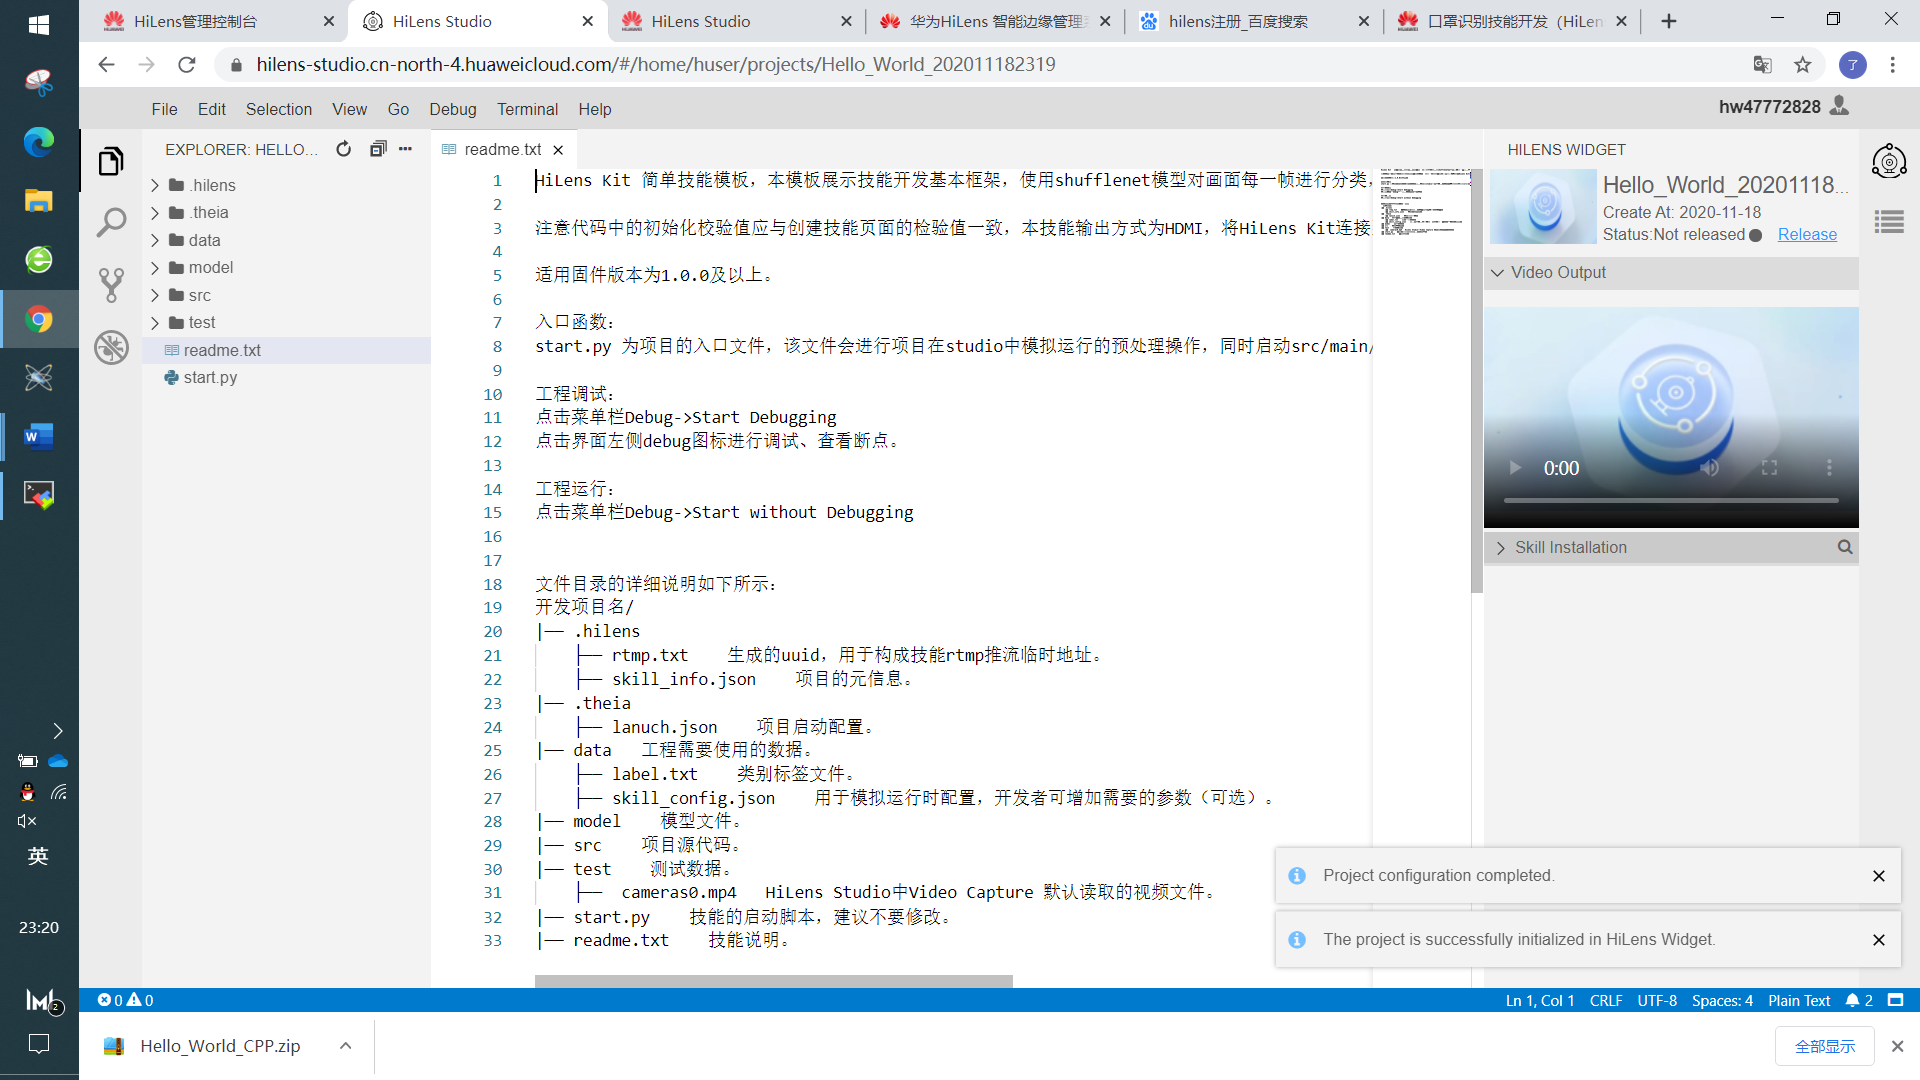 HiLens管理控制台
HiLens Studio
HiLens Studio
华为HiLens 智能边缘管理
hilens注册_百度搜索
口罩识别技能开发（HiLen
hilens-studio.cn-north-4.huaweicloud.com/#/home/huser/projects/Hello_World_202011182319
了
File Edit Selection View Go Debug Terminal Help
hw47772828
EXPLORER: HELLO...
.hilens
.theia
data
model
src
test
readme.txt
start.py
readme.txt
1 HiLens Kit 简单技能模板，本模板展示技能开发基本框架，使用shufflenet模型对画面每一帧进行分类，
2
3 注意代码中的初始化校验值应与创建技能页面的检验值一致，本技能输出方式为HDMI，将HiLens Kit连接
4
5 适用固件版本为1.0.0及以上。
6
7 入口函数：
8 start.py 为项目的入口文件，该文件会进行项目在studio中模拟运行的预处理操作，同时启动src/main/
9
10 工程调试：
11 点击菜单栏Debug->Start Debugging
12 点击界面左侧debug图标进行调试、查看断点。
13
14 工程运行：
15 点击菜单栏Debug->Start without Debugging
16
17
18 文件目录的详细说明如下所示：
19 开发项目名/
20 |—— .hilens
21 ├── rtmp.txt 生成的uuid，用于构成技能rtmp推流临时地址。
22 ├── skill_info.json 项目的元信息。
23 |—— .theia
24 ├── lanuch.json 项目启动配置。
25 |—— data 工程需要使用的数据。
26 ├── label.txt 类别标签文件。
27 ├── skill_config.json 用于模拟运行时配置，开发者可增加需要的参数（可选）。
28 |—— model 模型文件。
29 |—— src 项目源代码。
30 |—— test 测试数据。
31 ├── cameras0.mp4 HiLens Studio中Video Capture 默认读取的视频文件。
32 |—— start.py 技能的启动脚本，建议不要修改。
33 |—— readme.txt 技能说明。
HILENS WIDGET
Hello_World_20201118...
Create At: 2020-11-18
Status:Not released Release
Video Output
0:00
Skill Installation
Project configuration completed.
The project is successfully initialized in HiLens Widget.
0 0
Ln 1, Col 1 CRLF UTF-8 Spaces: 4 Plain Text 2
Hello_World_CPP.zip
全部显示
英
23:20
2